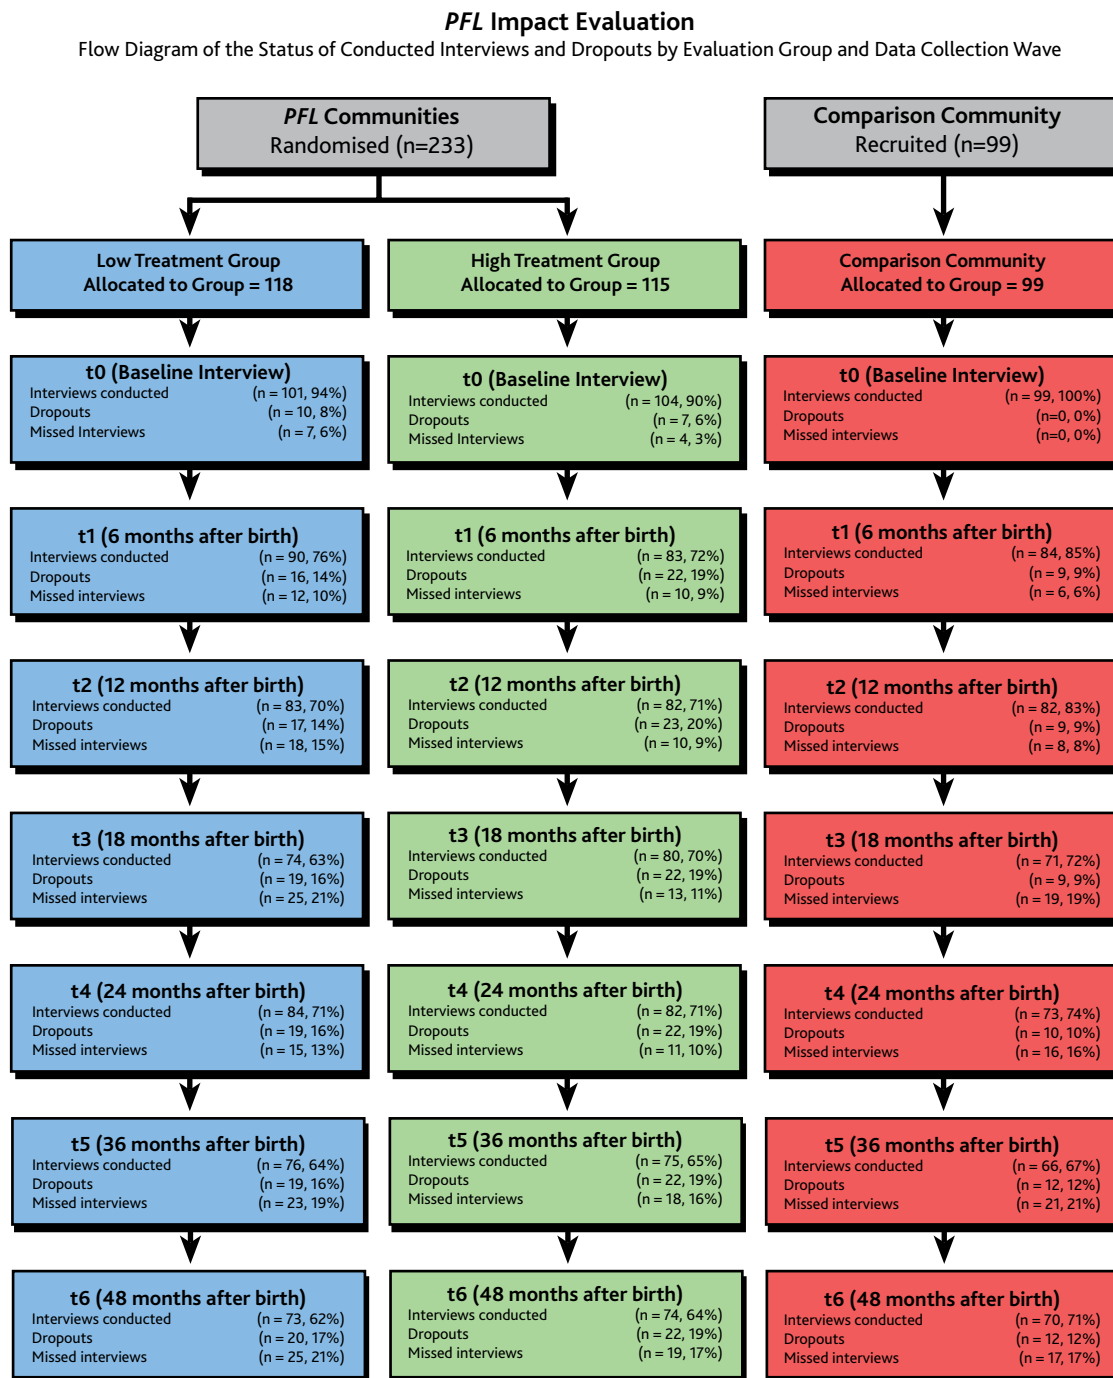 PFL Impact Evaluation
Flow Diagram of the Status of Conducted Interviews and Dropouts by Evaluation Group and Data Collection Wave
PFL Communities
Randomised (n=233)
Comparison Community
Recruited (n=99)
Low Treatment Group
Allocated to Group = 118
High Treatment Group
Allocated to Group = 115
Comparison Community
Allocated to Group = 99
t0 (Baseline Interview)
Interviews conducted (n = 101, 94%)
Dropouts (n = 10, 8%)
Missed Interviews (n = 7, 6%)
t0 (Baseline Interview)
Interviews conducted (n = 104, 90%)
Dropouts (n = 7, 6%)
Missed Interviews (n = 4, 3%)
t0 (Baseline Interview)
Interviews conducted (n = 99, 100%)
Dropouts (n=0, 0%)
Missed interviews (n=0, 0%)
t1 (6 months after birth)
Interviews conducted (n = 90, 76%)
Dropouts (n = 16, 14%)
Missed interviews (n = 12, 10%)
t1 (6 months after birth)
Interviews conducted (n = 83, 72%)
Dropouts (n = 22, 19%)
Missed interviews (n = 10, 9%)
t1 (6 months after birth)
Interviews conducted (n = 84, 85%)
Dropouts (n = 9, 9%)
Missed interviews (n = 6, 6%)
t2 (12 months after birth)
Interviews conducted (n = 83, 70%)
Dropouts (n = 17, 14%)
Missed interviews (n = 18, 15%)
t2 (12 months after birth)
Interviews conducted (n = 82, 71%)
Dropouts (n = 23, 20%)
Missed interviews (n = 10, 9%)
t2 (12 months after birth)
Interviews conducted (n = 82, 83%)
Dropouts (n = 9, 9%)
Missed interviews (n = 8, 8%)
t3 (18 months after birth)
Interviews conducted (n = 74, 63%)
Dropouts (n = 19, 16%)
Missed interviews (n = 25, 21%)
t3 (18 months after birth)
Interviews conducted (n = 80, 70%)
Dropouts (n = 22, 19%)
Missed interviews (n = 13, 11%)
t3 (18 months after birth)
Interviews conducted (n = 71, 72%)
Dropouts (n = 9, 9%)
Missed interviews (n = 19, 19%)
t4 (24 months after birth)
Interviews conducted (n = 84, 71%)
Dropouts (n = 19, 16%)
Missed interviews (n = 15, 13%)
t4 (24 months after birth)
Interviews conducted (n = 82, 71%)
Dropouts (n = 22, 19%)
Missed interviews (n = 11, 10%)
t4 (24 months after birth)
Interviews conducted (n = 73, 74%)
Dropouts (n = 10, 10%)
Missed interviews (n = 16, 16%)
t5 (36 months after birth)
Interviews conducted (n = 76, 64%)
Dropouts (n = 19, 16%)
Missed interviews (n = 23, 19%)
t5 (36 months after birth)
Interviews conducted (n = 75, 65%)
Dropouts (n = 22, 19%)
Missed interviews (n = 18, 16%)
t5 (36 months after birth)
Interviews conducted (n = 66, 67%)
Dropouts (n = 12, 12%)
Missed interviews (n = 21, 21%)
t6 (48 months after birth)
Interviews conducted (n = 73, 62%)
Dropouts (n = 20, 17%)
Missed interviews (n = 25, 21%)
t6 (48 months after birth)
Interviews conducted (n = 74, 64%)
Dropouts (n = 22, 19%)
Missed interviews (n = 19, 17%)
t6 (48 months after birth)
Interviews conducted (n = 70, 71%)
Dropouts (n = 12, 12%)
Missed interviews (n = 17, 17%)